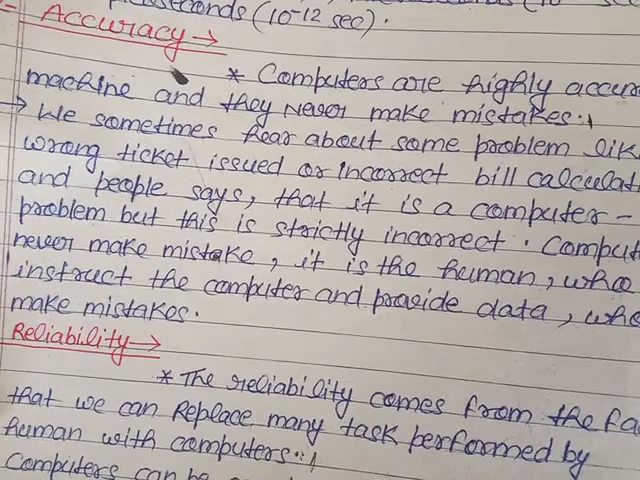 seconds (10-12 sec).
Accuracy →
* Computers are highly accur
machine and they never make mistakes.
→ We sometimes hear about some problem lik
wrong ticket issued or incorrect bill calculat
and people says, that it is a computer -
problem but this is strictly incorrect. Comput
never make mistake, it is the human, who
instruct the computer and provide data, who
make mistakes.
Reliability →
* The reliability comes from the fa
that we can Replace many task performed by
human with computers.
Computers can be